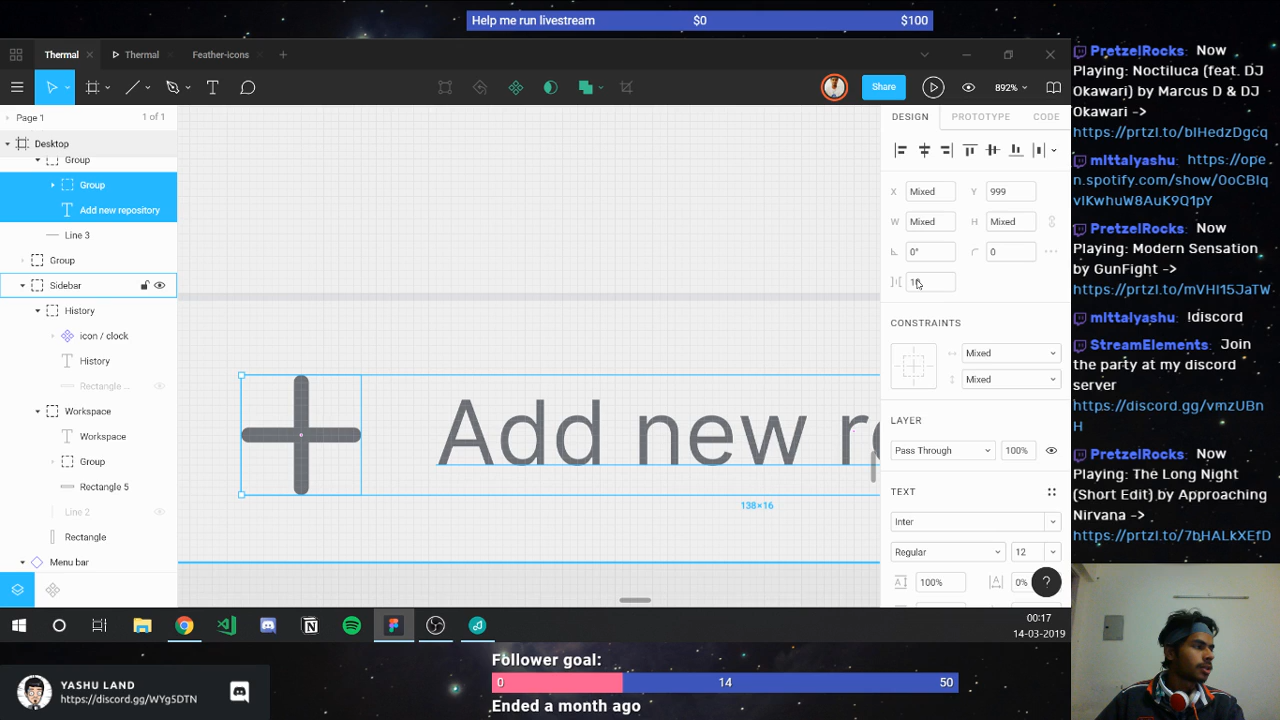 Help me run livestream $0 $100
Thermal
Thermal
Feather-icons
Share
892%
Page 1
1 of 1
Desktop
Group
Group
Add new repository
Line 3
Group
Sidebar
History
icon / clock
History
Rectangle ...
Workspace
Workspace
Group
Rectangle 5
Line 2
Rectangle
Menu bar
Add new re
138×16
DESIGN
PROTOTYPE
CODE
X Mixed Y 999
W Mixed H Mixed
0° 0
CONSTRAINTS
Mixed
Mixed
LAYER
Pass Through 100%
TEXT
Inter
Regular 12
100% 0%
?
00:17
14-03-2019
PretzelRocks: Now
Playing: Noctiluca (feat. DJ
Okawari) by Marcus D & DJ
Okawari ->
https://prtzl.to/blHedzDgcq
mittalyashu: https://ope
n.spotify.com/show/0oCBlq
vlKwhuW8AuK9Q1pY
PretzelRocks: Now
Playing: Modern Sensation
by GunFight ->
https://prtzl.to/mVHI15JaTW
mittalyashu: !discord
StreamElements: Join
the party at my discord
server
https://discord.gg/vmzUBn
H
PretzelRocks: Now
Playing: The Long Night
(Short Edit) by Approaching
Nirvana ->
https://prtzl.to/7bHALkXEfD
YASHU LAND
https://discord.gg/WYg5DTN
Follower goal:
0 14 50
Ended a month ago